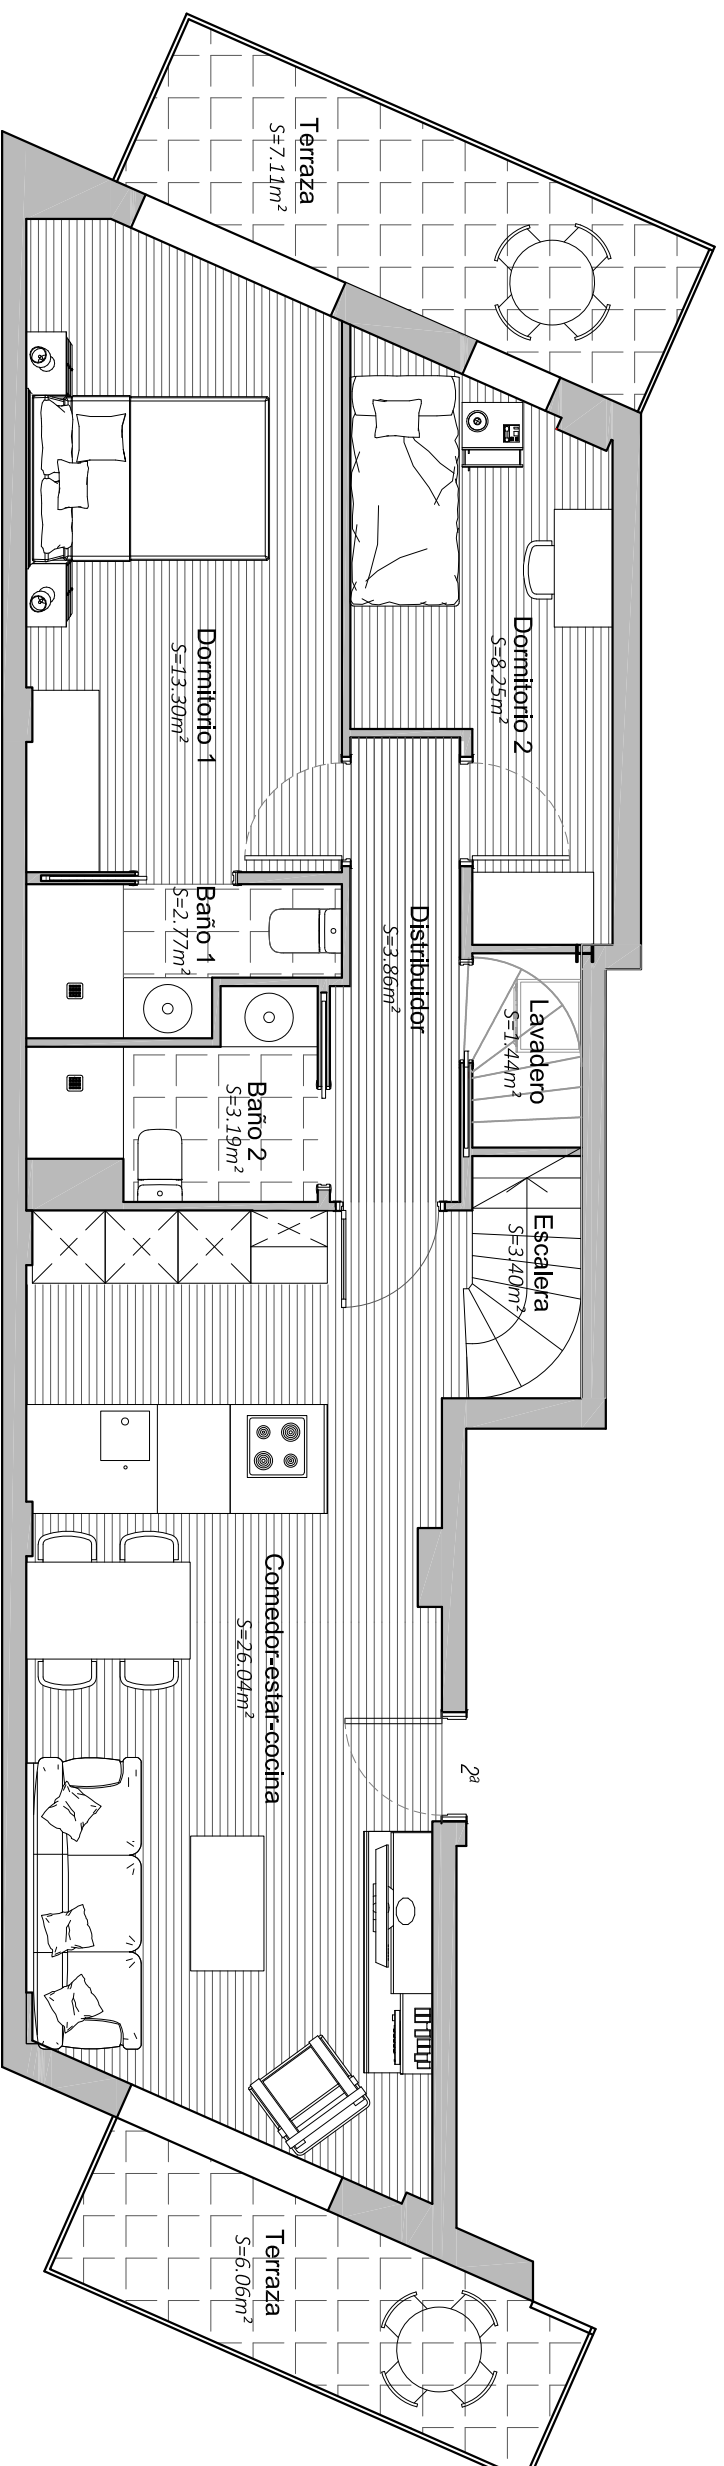 Terraza
S=7.11m²
Dormitorio 1
S=13.30m²
Dormitorio 2
S=8.25m²
Baño 1
S=2.77m²
Distribuidor
S=3.86m²
Lavadero
S=1.44m²
Baño 2
S=3.19m²
Escalera
S=3.40m²
Comedor-estar-cocina
S=26.04m²
2ª
Terraza
S=6.06m²